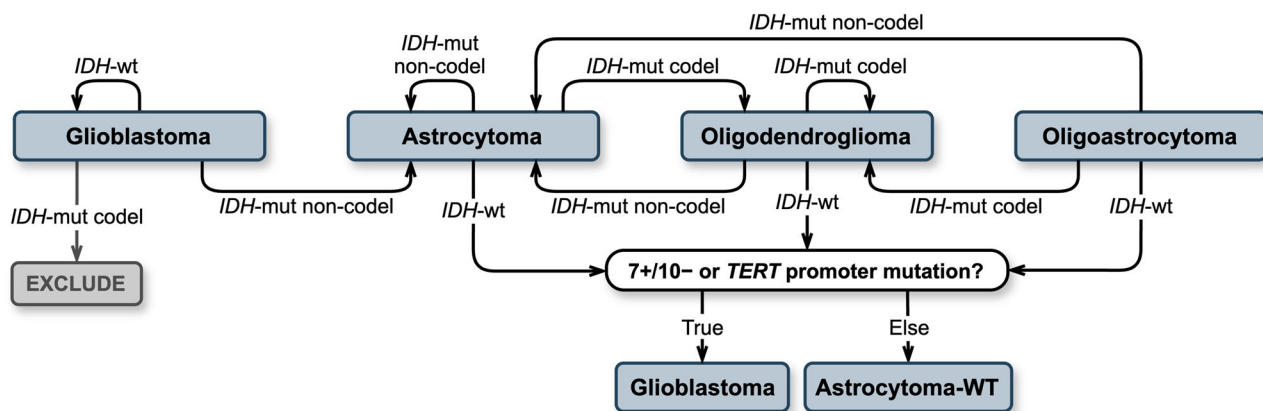 IDH-mut non-codel
IDH-wt
IDH-mut
non-codel
IDH-mut codel
IDH-mut codel
Glioblastoma
Astrocytoma
Oligodendroglioma
Oligoastrocytoma
IDH-mut codel
IDH-mut non-codel
IDH-wt
IDH-mut non-codel
IDH-wt
IDH-mut codel
IDH-wt
EXCLUDE
7+/10− or TERT promoter mutation?
True
Else
Glioblastoma
Astrocytoma-WT